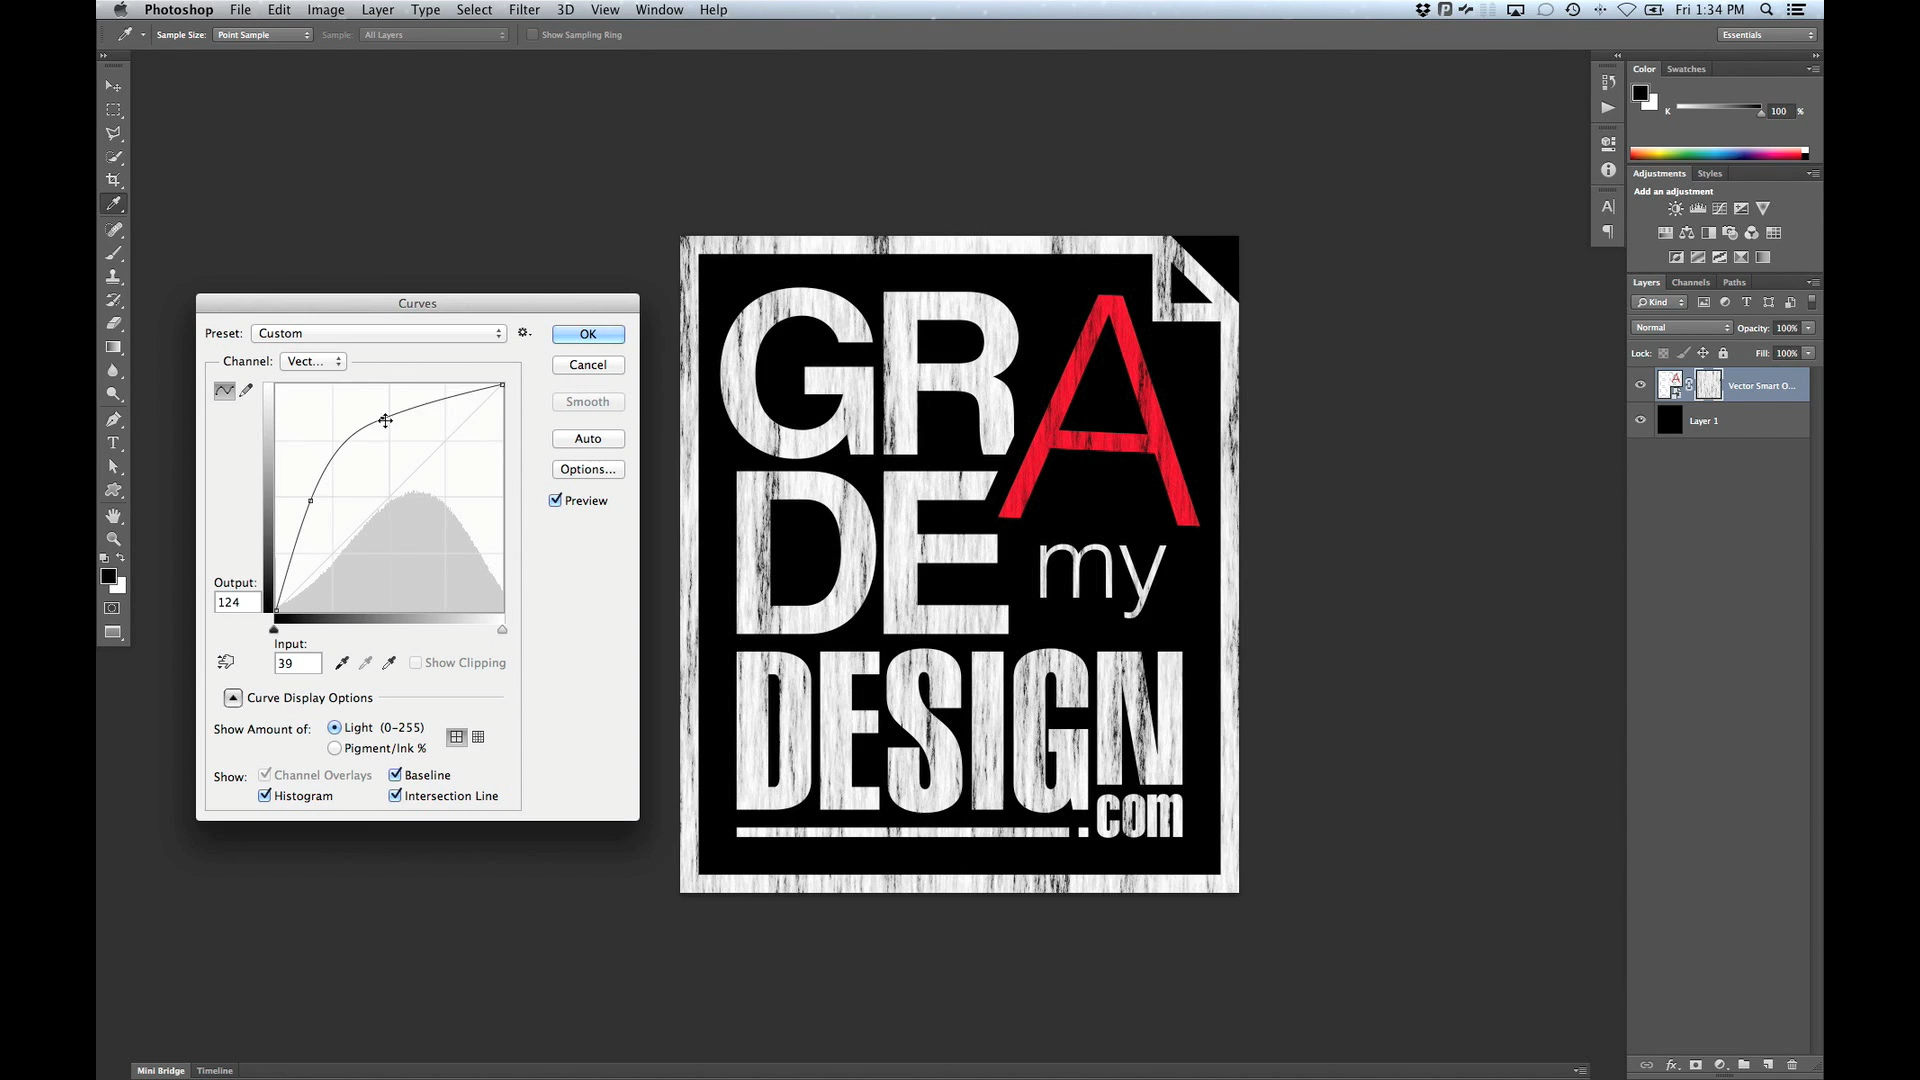 Photoshop File Edit Image Layer Type Select Filter 3D View Window Help Fri 1:34 PM
Sample Size: Point Sample Sample: All Layers Show Sampling Ring Essentials
Color Swatches
K 100 %
Adjustments Styles
Add an adjustment
Layers Channels Paths
Kind
Normal Opacity: 100%
Lock: Fill: 100%
Vector Smart O...
Layer 1
Curves
Preset: Custom OK
Channel: Vect... Cancel
Smooth
Auto
Options...
Preview
Output:
124
Input:
39 Show Clipping
Curve Display Options
Show Amount of: Light (0-255)
Pigment/Ink %
Show: Channel Overlays Baseline
Histogram Intersection Line
GRA
DE my
DESIGN
.com
Mini Bridge Timeline